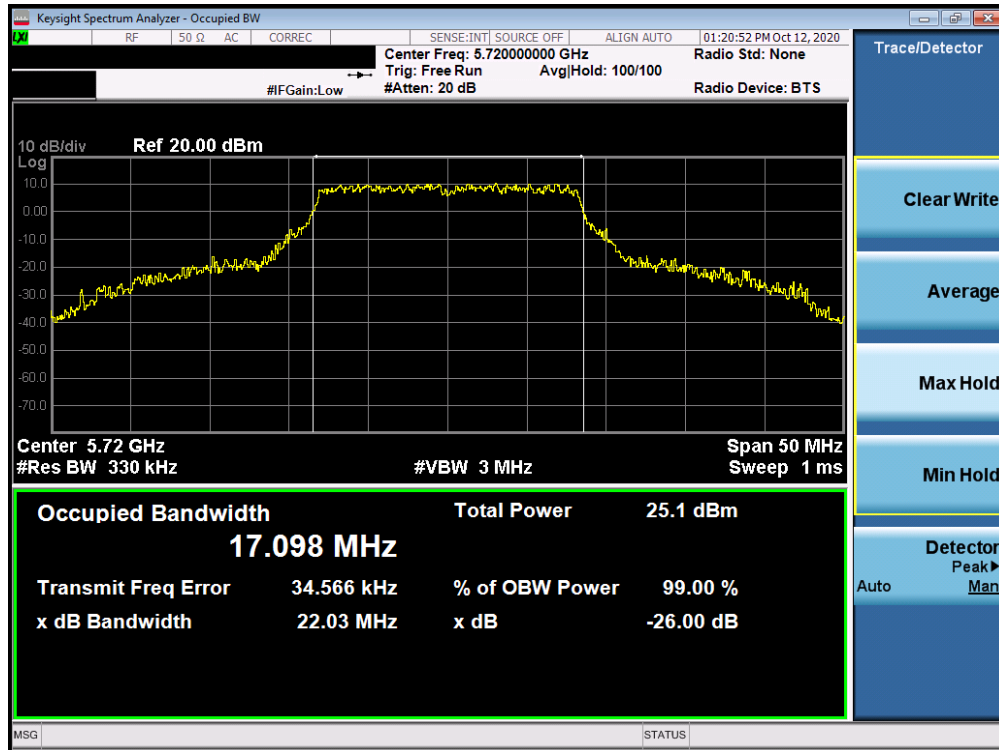 Keysight Spectrum Analyzer - Occupied BW
LXI RF 50 Ω AC CORREC SENSE:INT SOURCE OFF ALIGN AUTO 01:20:52 PM Oct 12, 2020
Center Freq: 5.720000000 GHz Radio Std: None
Trig: Free Run Avg|Hold: 100/100
#IFGain:Low #Atten: 20 dB Radio Device: BTS
Trace/Detector
10 dB/div Ref 20.00 dBm
Log
10.0
0.00
-10.0
-20.0
-30.0
-40.0
-50.0
-60.0
-70.0
Center 5.72 GHz Span 50 MHz
#Res BW 330 kHz #VBW 3 MHz Sweep 1 ms
Occupied Bandwidth Total Power 25.1 dBm
17.098 MHz
Transmit Freq Error 34.566 kHz % of OBW Power 99.00 %
x dB Bandwidth 22.03 MHz x dB -26.00 dB
Clear Write
Average
Max Hold
Min Hold
Detector
Peak▶
Auto Man
MSG STATUS